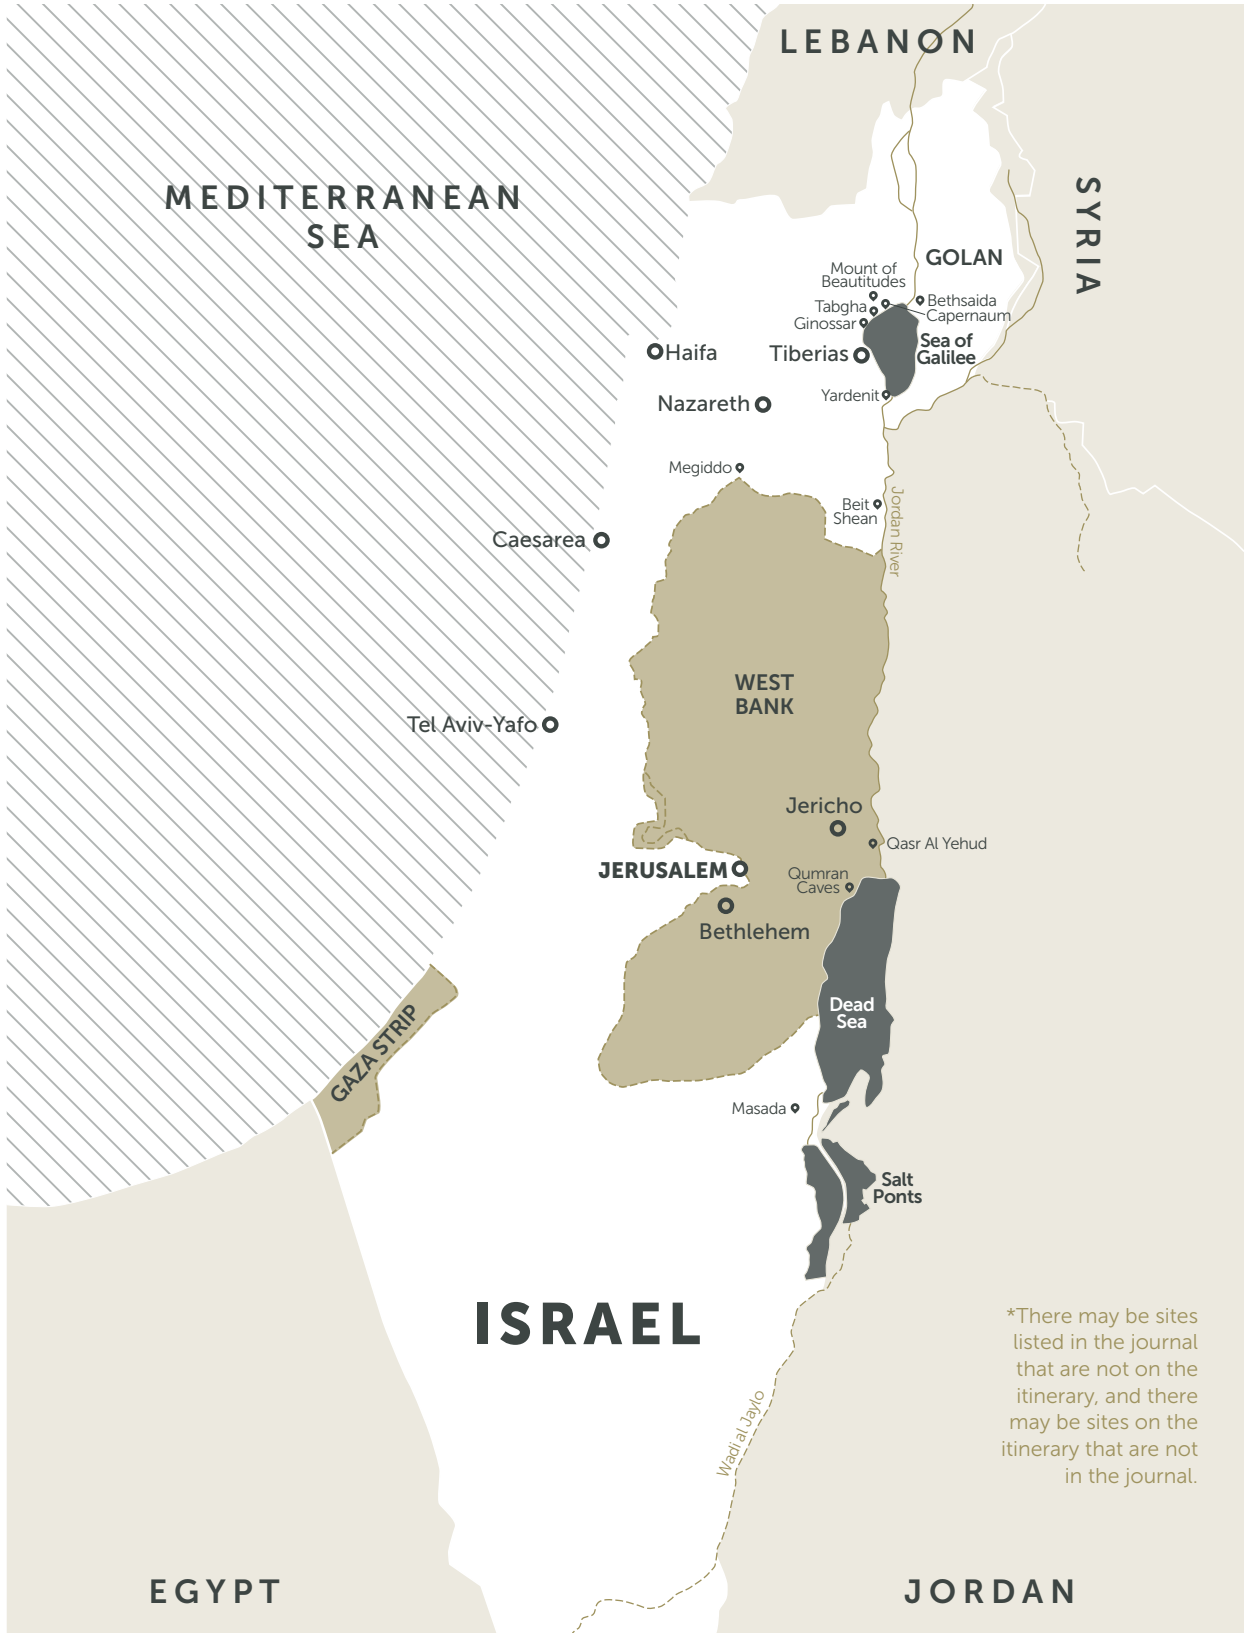 LEBANON
MEDITERRANEAN
SEA
SYRIA
GOLAN
Mount of
Beautitudes
Tabgha
Ginossar
Bethsaida
Capernaum
Sea of
Galilee
Haifa
Tiberias
Nazareth
Yardenit
Megiddo
Beit
Shean
Jordan River
Caesarea
WEST
BANK
Tel Aviv-Yafo
Jericho
Qasr Al Yehud
JERUSALEM
Qumran
Caves
Bethlehem
Dead
Sea
GAZA STRIP
Masada
Salt
Ponts
ISRAEL
*There may be sites
listed in the journal
that are not on the
itinerary, and there
may be sites on the
itinerary that are not
in the journal.
Wadi al Jaylo
EGYPT
JORDAN